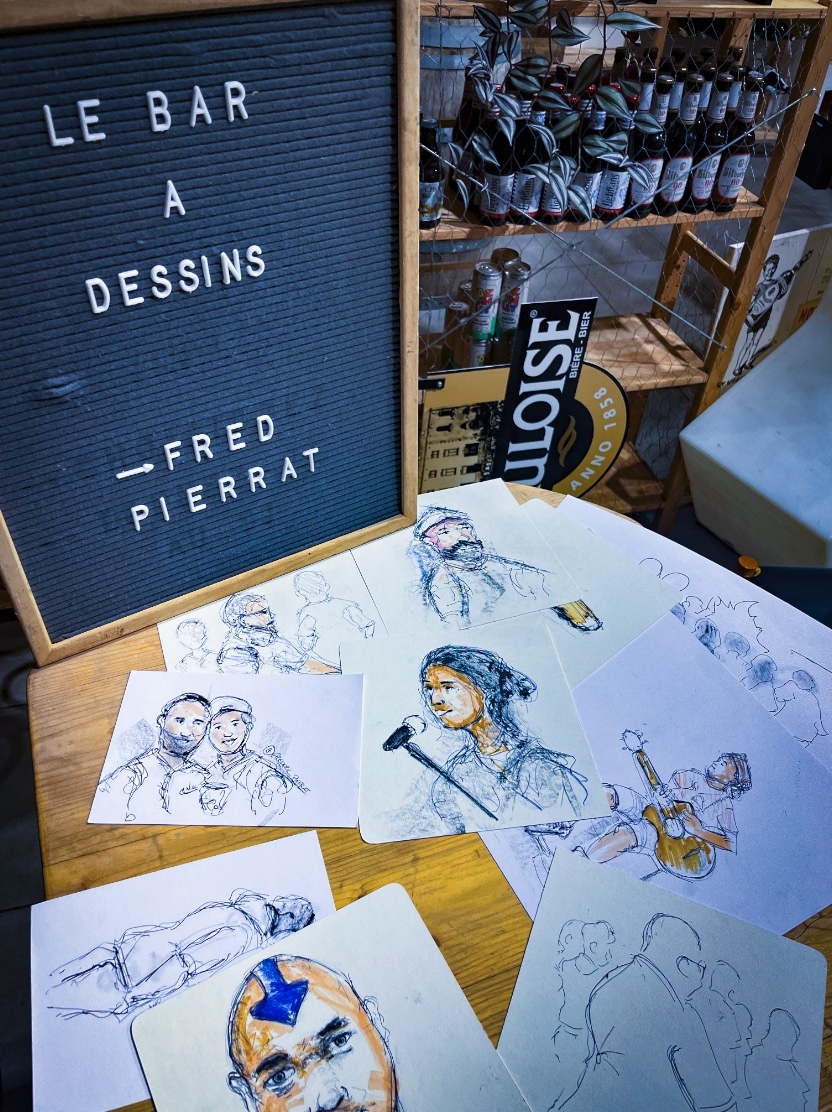 LE BAR
A
DESSINS
→FRED
PIERRAT
ULOISE
BIÈRE - BIER
ANNO 1858